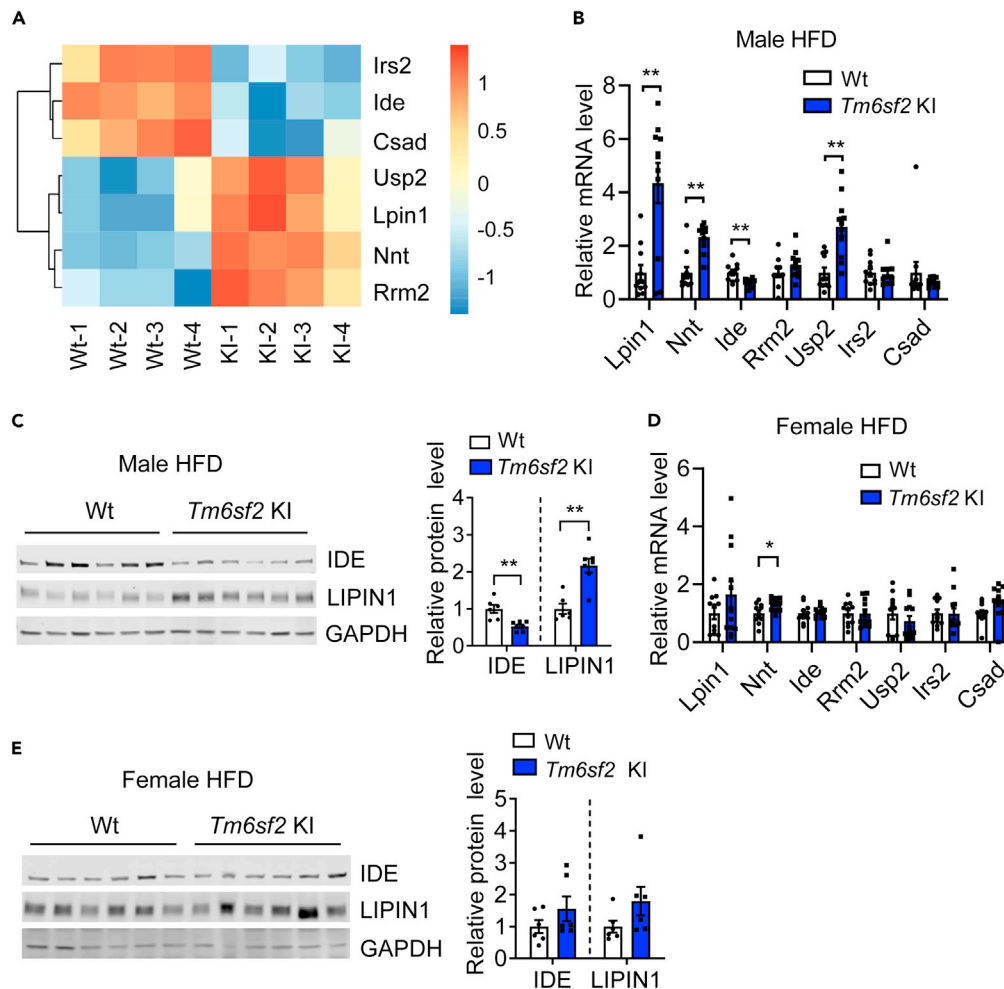 A
Irs2
Ide
Csad
Usp2
Lpin1
Nnt
Rrm2
1
0.5
0
-0.5
-1
Wt-1
Wt-2
Wt-3
Wt-4
KI-1
KI-2
KI-3
KI-4
B
Male HFD
Wt
Tm6sf2 KI
Relative mRNA level
8
6
4
2
0
**
**
**
**
Lpin1
Nnt
Ide
Rrm2
Usp2
Irs2
Csad
C
Male HFD
Wt
Tm6sf2 KI
IDE
LIPIN1
GAPDH
Wt
Tm6sf2 KI
Relative protein level
4
3
2
1
0
**
**
IDE
LIPIN1
D
Female HFD
Wt
Tm6sf2 KI
Relative mRNA level
6
4
2
0
*
Lpin1
Nnt
Ide
Rrm2
Usp2
Irs2
Csad
E
Female HFD
Wt
Tm6sf2 KI
IDE
LIPIN1
GAPDH
Wt
Tm6sf2 KI
Relative protein level
5
4
3
2
1
0
IDE
LIPIN1